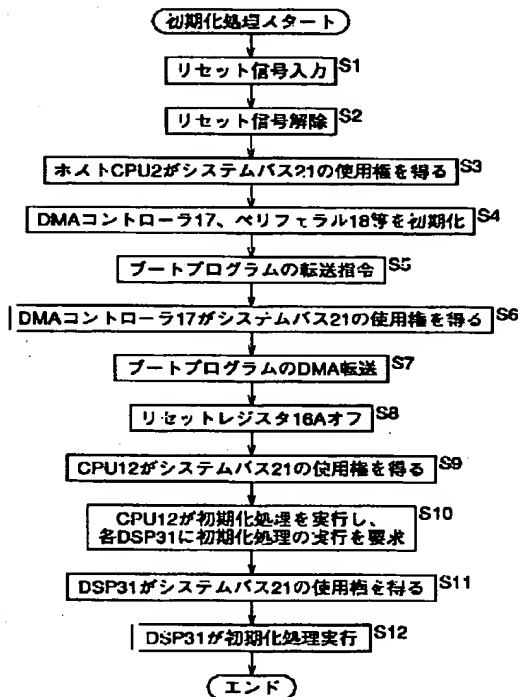 初期化処理スタート
リセット信号入力 S1
リセット信号解除 S2
ホストCPU2がシステムバス21の使用権を得る S3
DMAコントローラ17、ペリフェラル18等を初期化 S4
ブートプログラムの転送指令 S5
DMAコントローラ17がシステムバス21の使用権を得る S6
ブートプログラムのDMA転送 S7
リセットレジスタ16Aオフ S8
CPU12がシステムバス21の使用権を得る S9
CPU12が初期化処理を実行し、 S10
各DSP31に初期化処理の実行を要求
DSP31がシステムバス21の使用権を得る S11
DSP31が初期化処理実行 S12
エンド